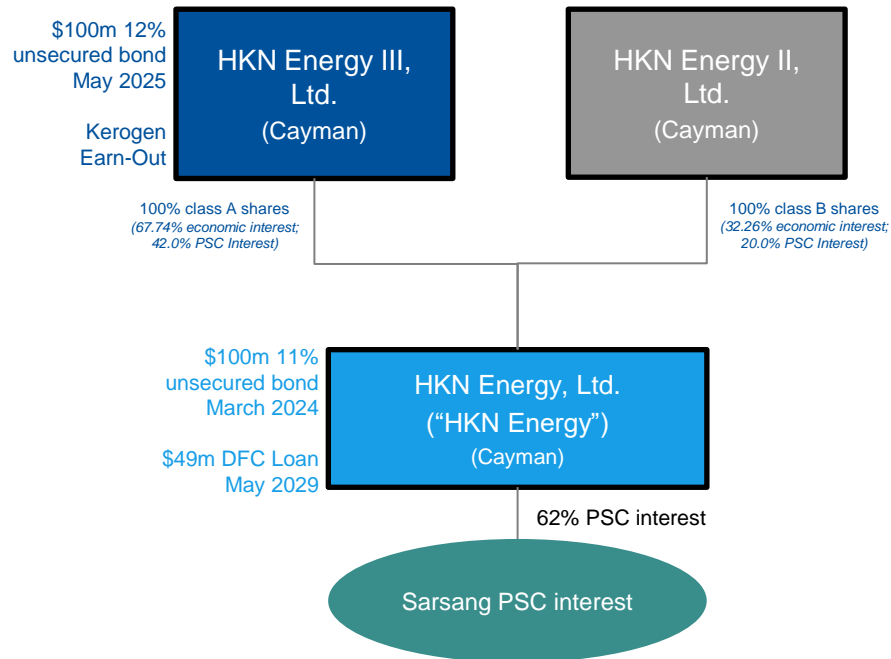 $100m 12%
unsecured bond
May 2025
Kerogen
Earn-Out
HKN Energy III,
Ltd.
(Cayman)
HKN Energy II,
Ltd.
(Cayman)
100% class A shares
(67.74% economic interest;
42.0% PSC Interest)
100% class B shares
(32.26% economic interest;
20.0% PSC Interest)
$100m 11%
unsecured bond
March 2024
$49m DFC Loan
May 2029
HKN Energy, Ltd.
(“HKN Energy”)
(Cayman)
62% PSC interest
Sarsang PSC interest